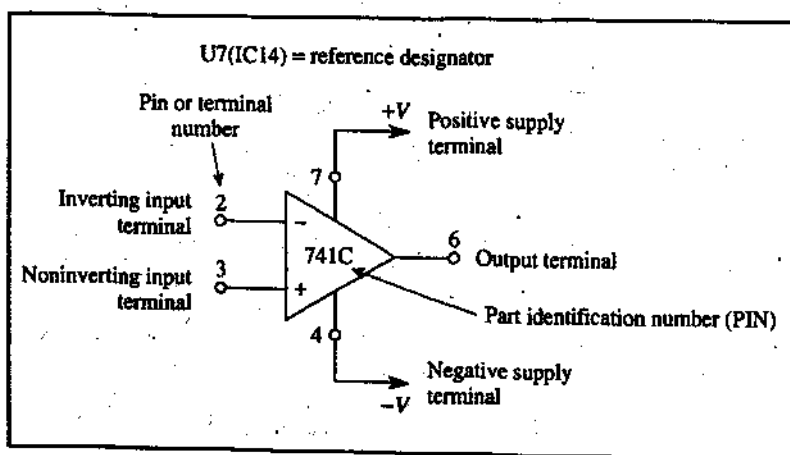 U7(IC14) = reference designator
Pin or terminal
number
+V
Positive supply
terminal
7
Inverting input
terminal
2
−
Noninverting input
terminal
3
+
741C
6
Output terminal
Part identification number (PIN)
4
−V
Negative supply
terminal